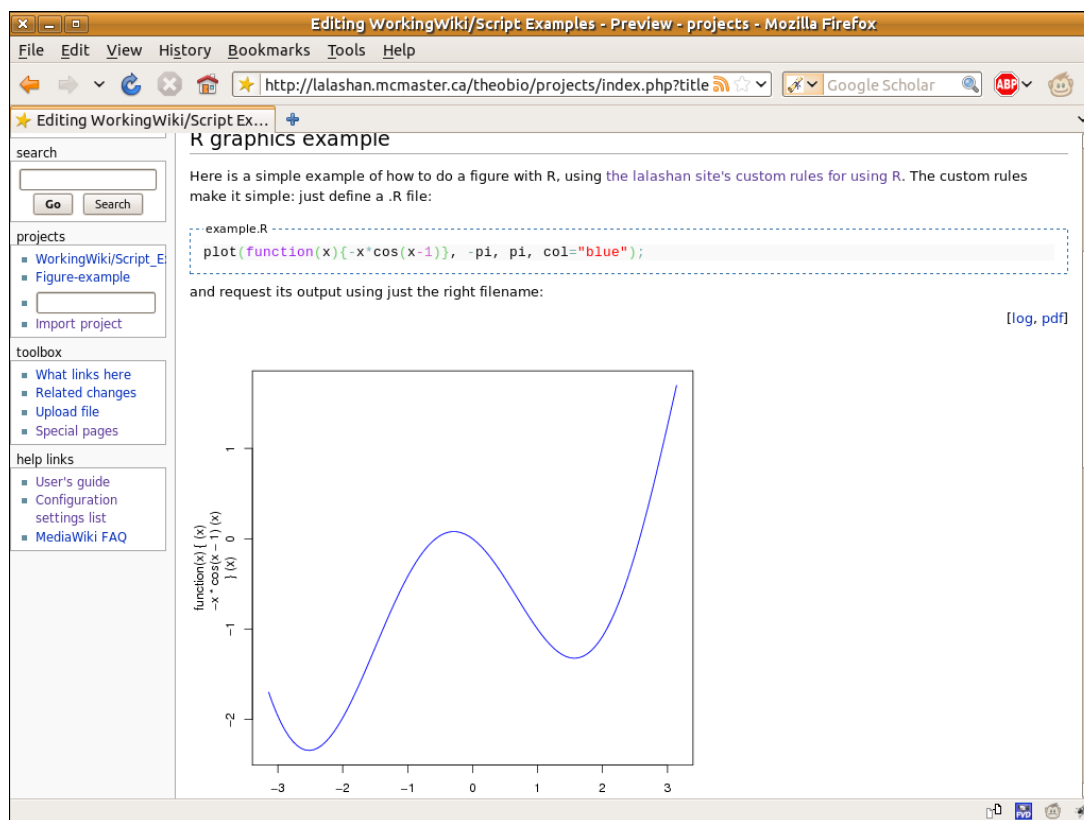 Editing WorkingWiki/Script Examples - Preview - projects - Mozilla Firefox
File Edit View History Bookmarks Tools Help
http://lalashan.mcmaster.ca/theobio/projects/index.php?title
Google Scholar
ABP
Editing WorkingWiki/Script Ex...
search
Go Search
projects
WorkingWiki/Script_E
Figure-example
Import project
toolbox
What links here
Related changes
Upload file
Special pages
help links
User's guide
Configuration
settings list
MediaWiki FAQ
R graphics example
Here is a simple example of how to do a figure with R, using the lalashan site's custom rules for using R. The custom rules
make it simple: just define a .R file:
example.R
plot(function(x){-x*cos(x-1)}, -pi, pi, col="blue");
and request its output using just the right filename:
[log, pdf]
function(x) { (x)
−x * cos(x − 1) (x)
} (x)
1
0
−1
−2
−3 −2 −1 0 1 2 3
PVD